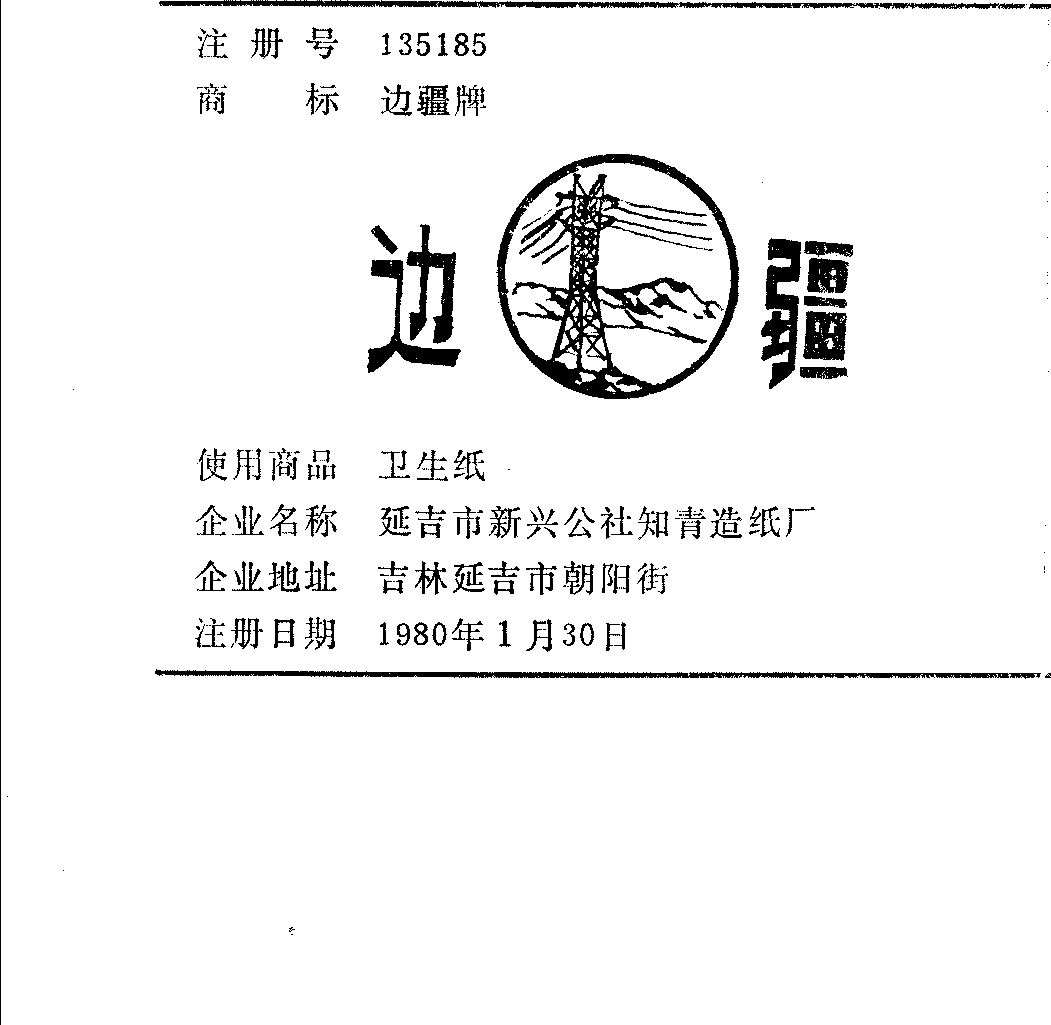 注册号 135185
商标 边疆牌
边 疆
使用商品 卫生纸
企业名称 延吉市新兴公社知青造纸厂
企业地址 吉林延吉市朝阳街
注册日期 1980年1月30日